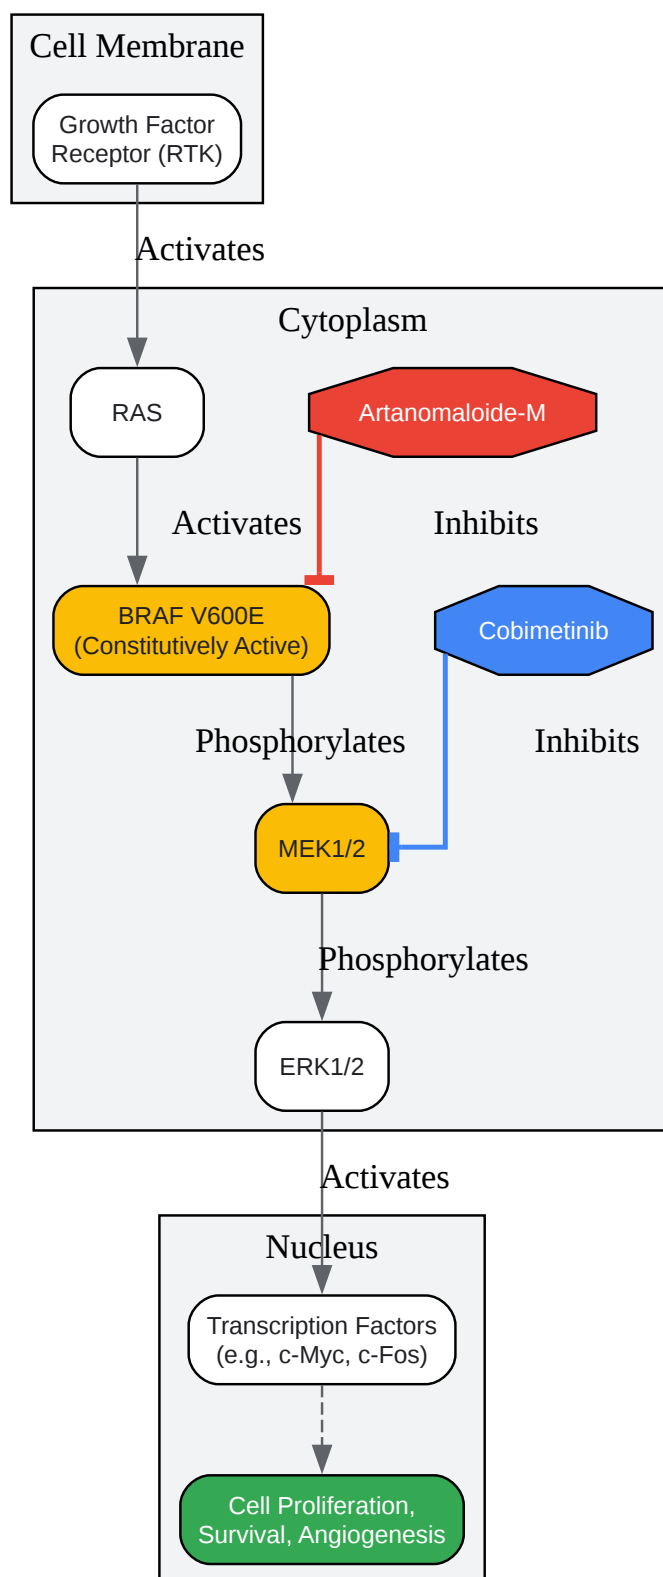 Cell Membrane
Growth Factor
Receptor (RTK)
Activates
Cytoplasm
RAS
Artanomaloide-M
Activates
Inhibits
BRAF V600E
(Constitutively Active)
Cobimetinib
Phosphorylates
Inhibits
MEK1/2
Phosphorylates
ERK1/2
Activates
Nucleus
Transcription Factors
(e.g., c-Myc, c-Fos)
Cell Proliferation,
Survival, Angiogenesis